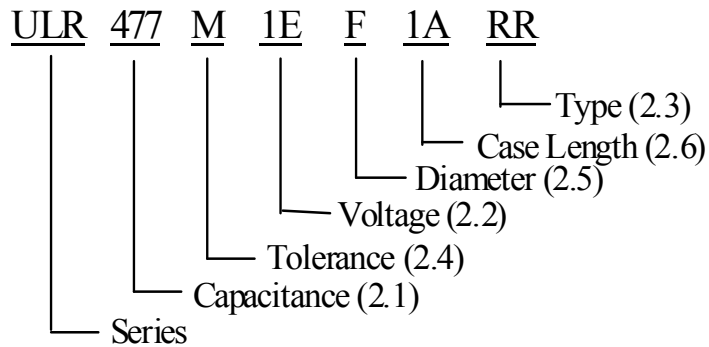 ULR 477 M 1E F 1A RR
Type (2.3)
Case Length (2.6)
Diameter (2.5)
Voltage (2.2)
Tolerance (2.4)
Capacitance (2.1)
Series